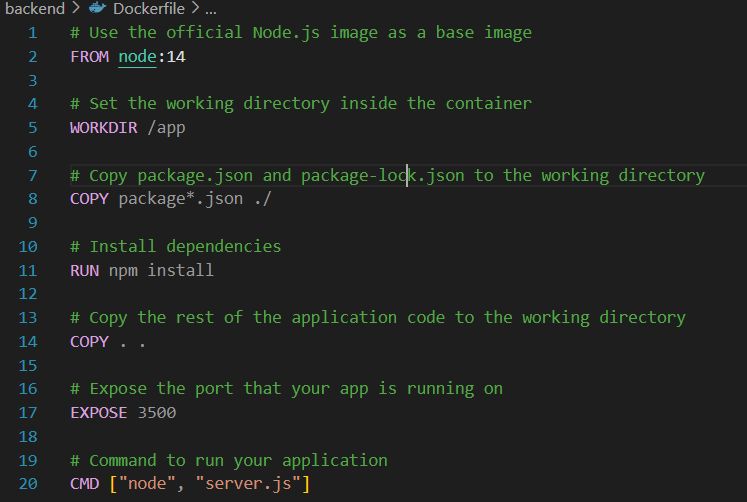 backend > Dockerfile > ...
1 # Use the official Node.js image as a base image
2 FROM node:14
3
4 # Set the working directory inside the container
5 WORKDIR /app
6
7 # Copy package.json and package-lock.json to the working directory
8 COPY package*.json ./
9
10 # Install dependencies
11 RUN npm install
12
13 # Copy the rest of the application code to the working directory
14 COPY . .
15
16 # Expose the port that your app is running on
17 EXPOSE 3500
18
19 # Command to run your application
20 CMD ["node", "server.js"]